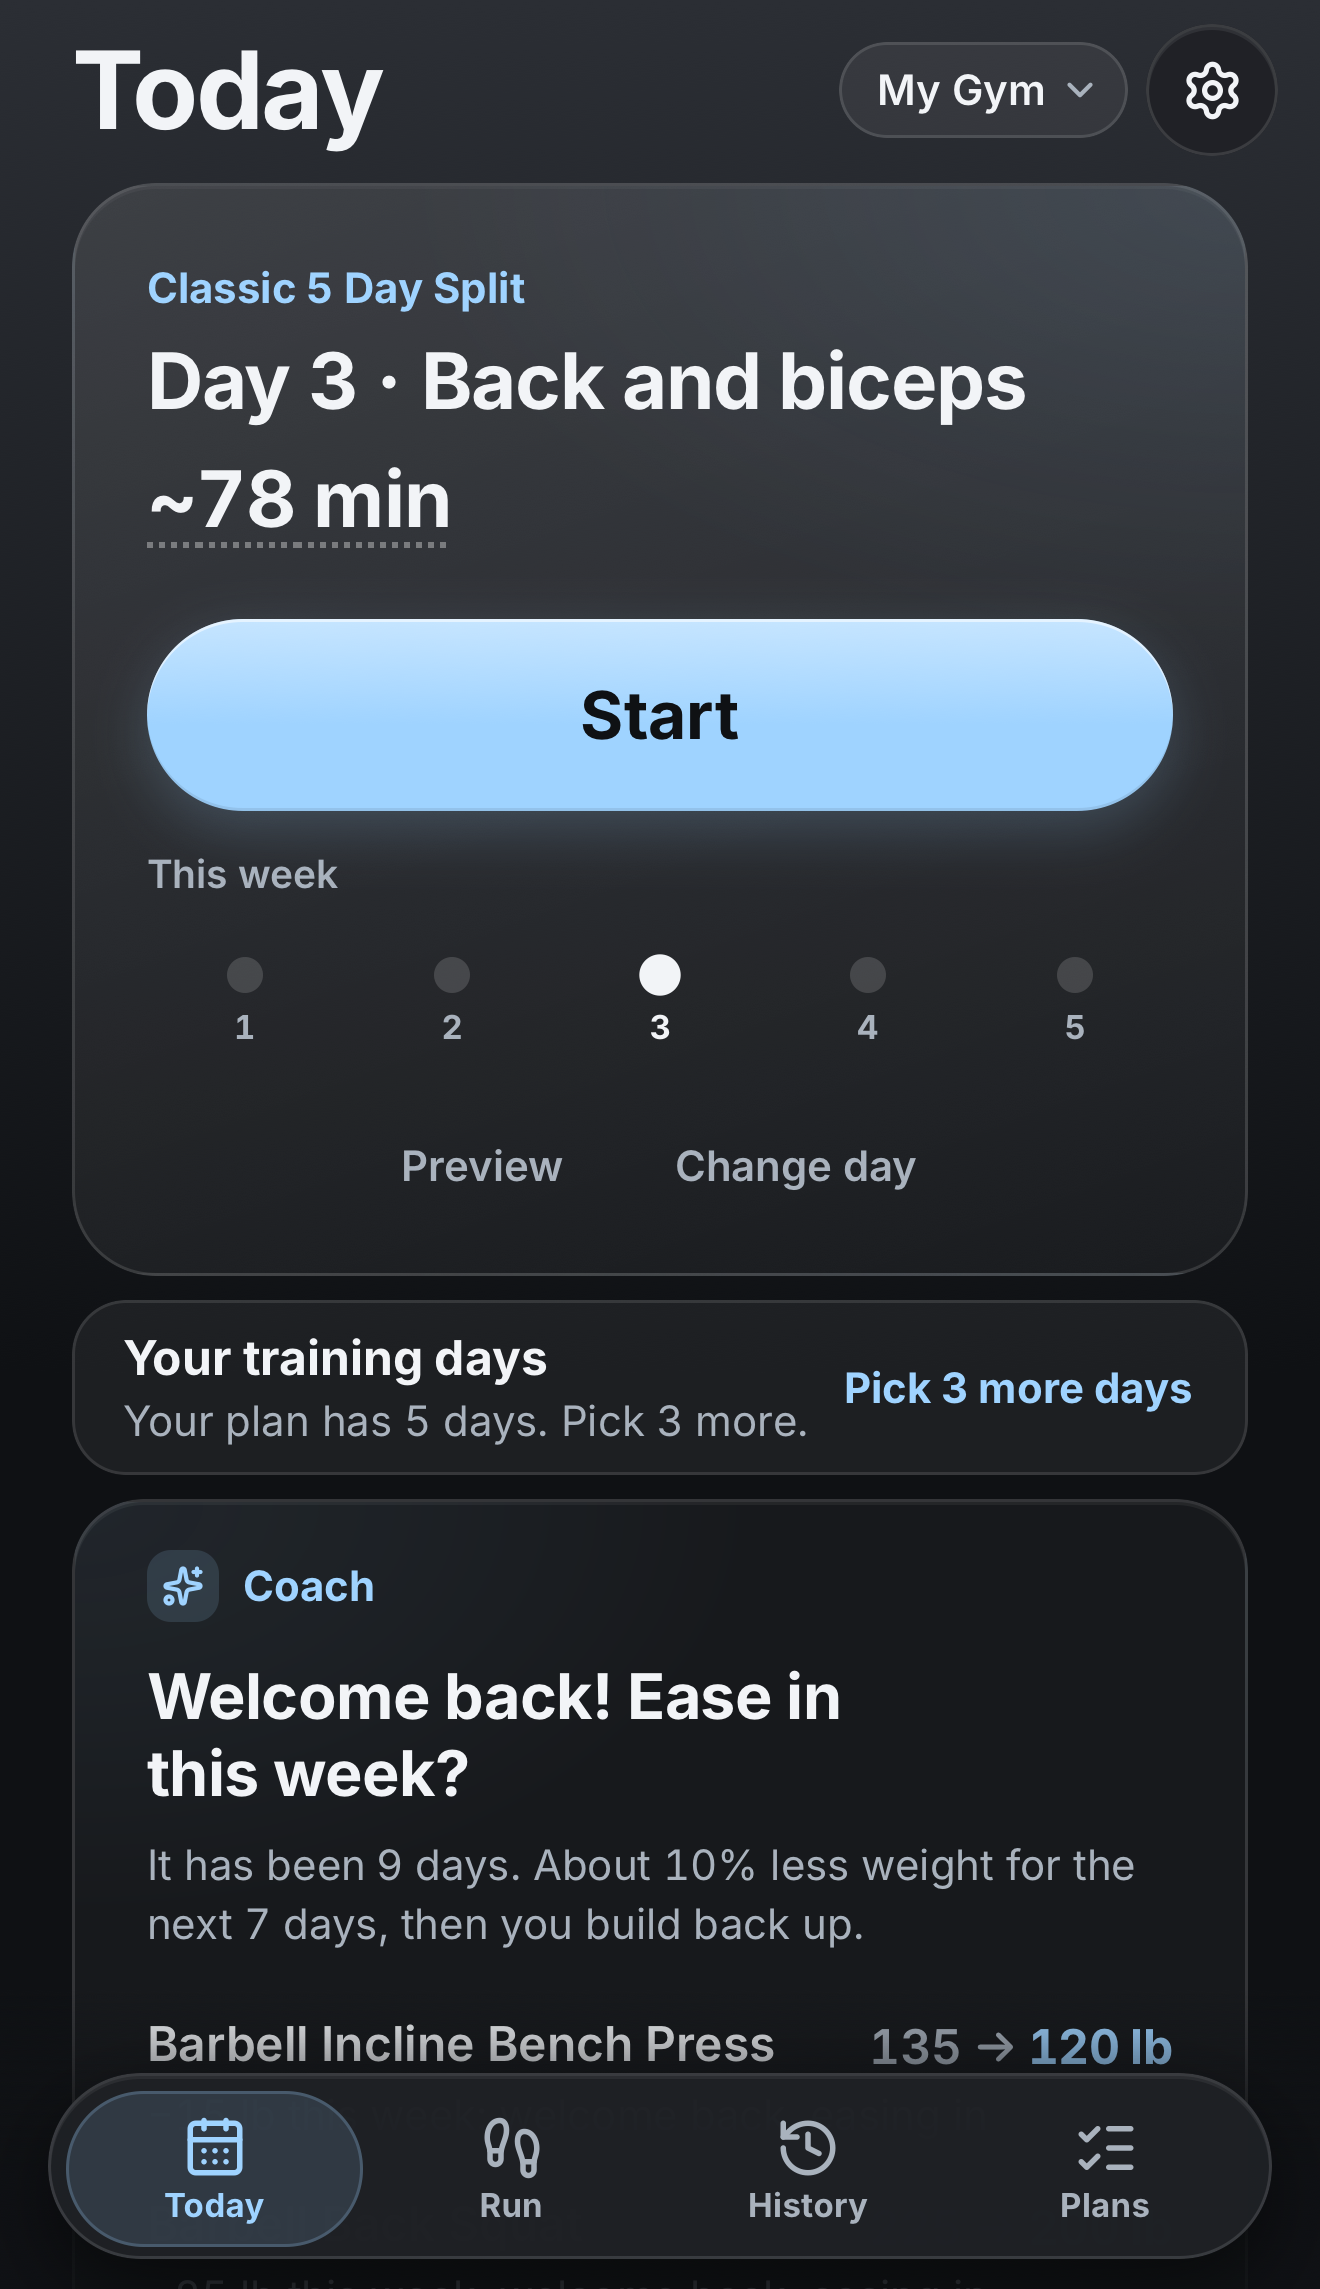 Today
My Gym
Classic 5 Day Split
Day 3 · Back and biceps
~78 min
Start
This week
1 2 3 4 5
Preview Change day
Your training days
Your plan has 5 days. Pick 3 more.
Pick 3 more days
Coach
Welcome back! Ease in
this week?
It has been 9 days. About 10% less weight for the
next 7 days, then you build back up.
Barbell Incline Bench Press 135 → 120 lb
Today Run History Plans